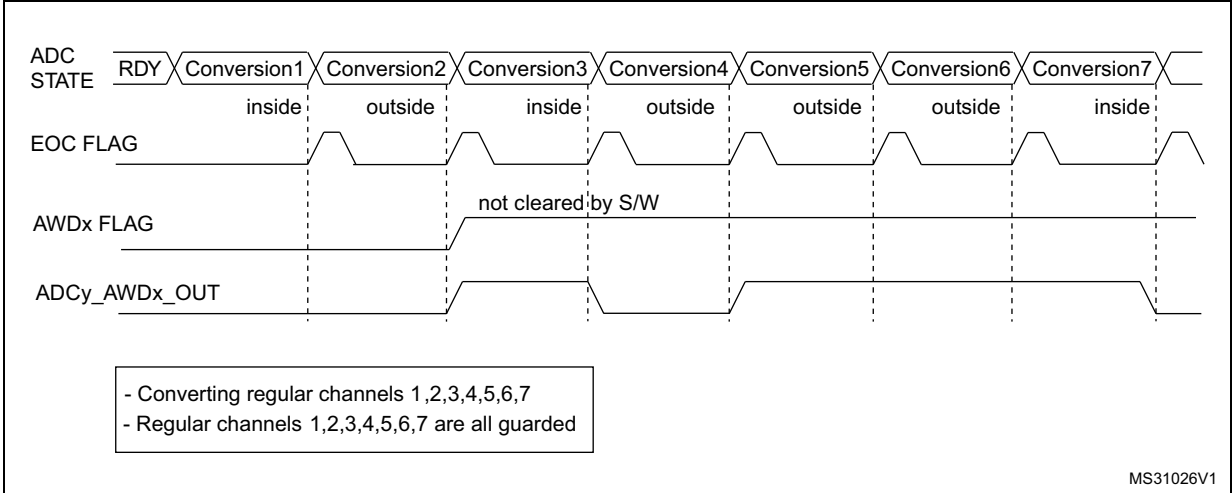 ADC
STATE
RDY Conversion1 Conversion2 Conversion3 Conversion4 Conversion5 Conversion6 Conversion7
inside outside inside outside outside outside inside
EOC FLAG
not cleared by S/W
AWDx FLAG
ADCy_AWDx_OUT
- Converting regular channels 1,2,3,4,5,6,7
- Regular channels 1,2,3,4,5,6,7 are all guarded
MS31026V1